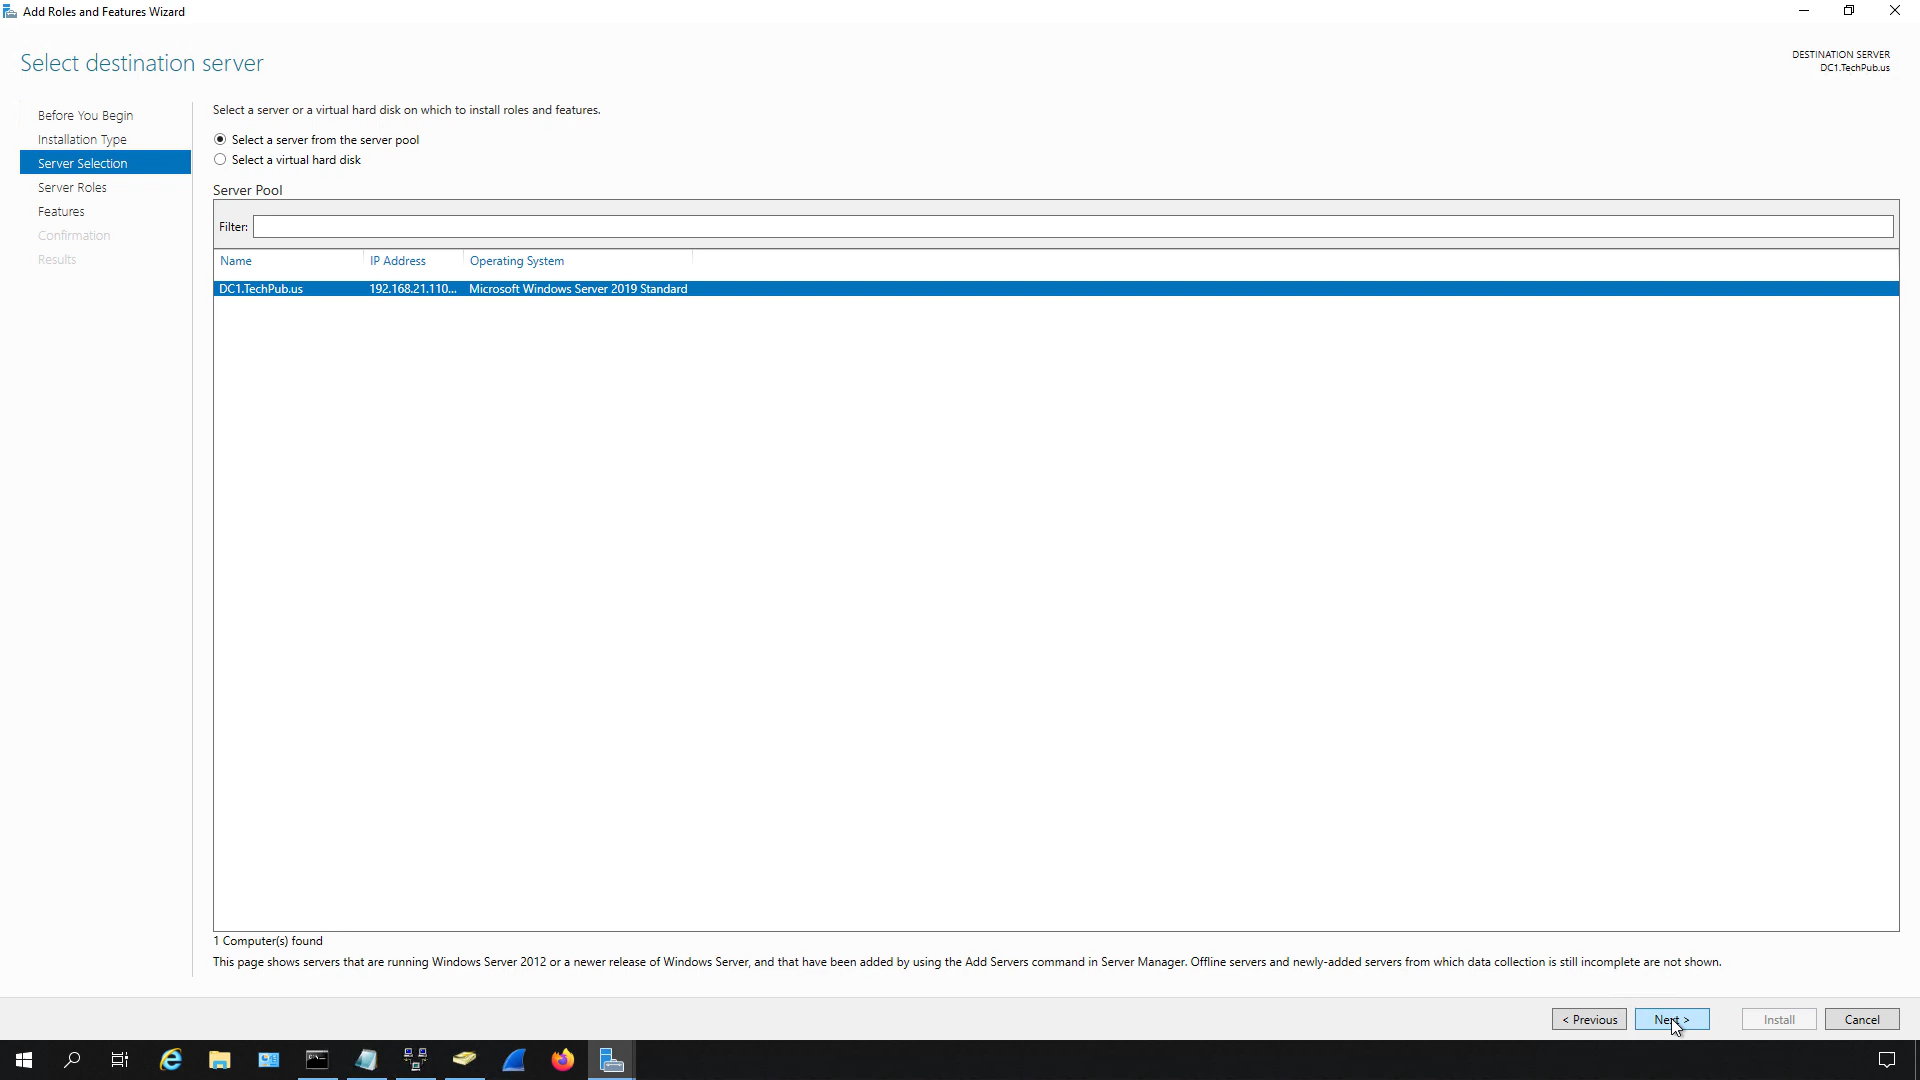 Add Roles and Features Wizard
Select destination server
DESTINATION SERVER
DC1.TechPub.us
Before You Begin
Installation Type
Server Selection
Server Roles
Features
Confirmation
Results
Select a server or a virtual hard disk on which to install roles and features.
Select a server from the server pool
Select a virtual hard disk
Server Pool
Filter:
Name IP Address Operating System
DC1.TechPub.us 192.168.21.110... Microsoft Windows Server 2019 Standard
1 Computer(s) found
This page shows servers that are running Windows Server 2012 or a newer release of Windows Server, and that have been added by using the Add Servers command in Server Manager. Offline servers and newly-added servers from which data collection is still incomplete are not shown.
< Previous Next > Install Cancel